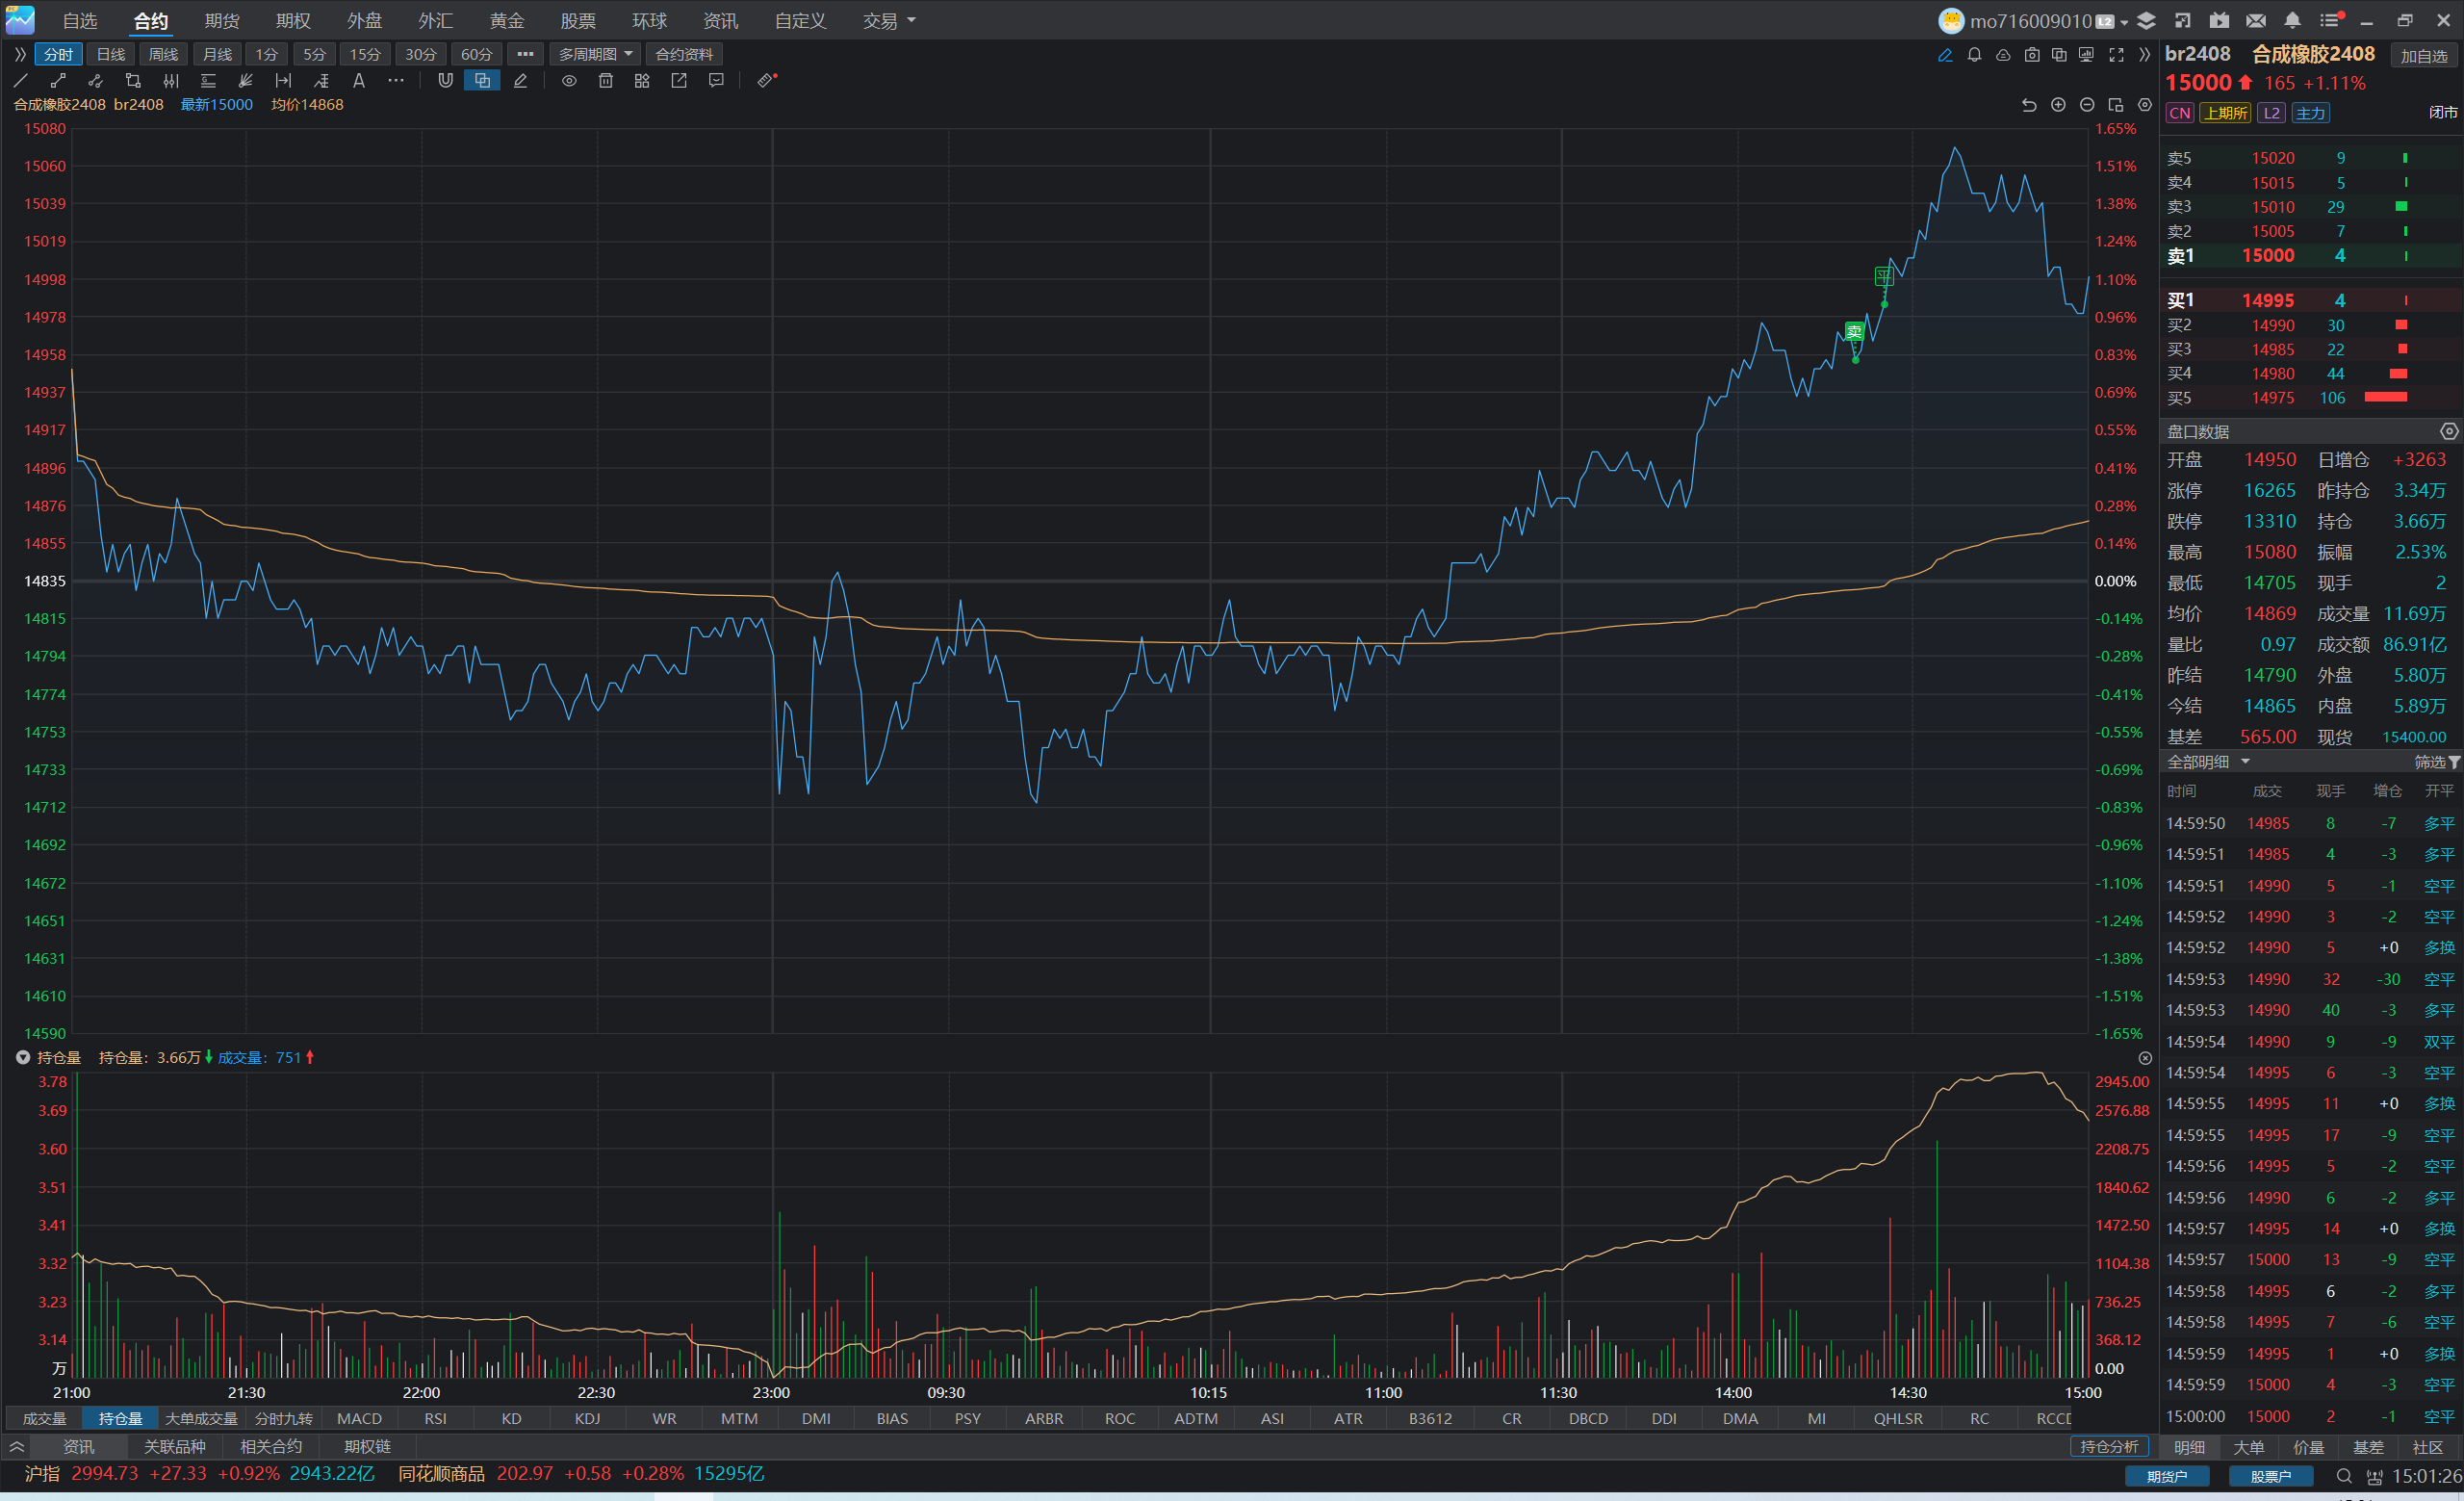 自选 合约 期货 期权 外盘 外汇 黄金 股票 环球 资讯 自定义 交易 mo716009010 L2
分时 日线 周线 月线 1分 5分 15分 30分 60分 多周期图 合约资料
合成橡胶2408 br2408 最新15000 均价14868
15080 1.65%
15060 1.51%
15039 1.38%
15019 1.24%
14998 1.10%
14978 0.96%
14958 0.83%
14937 0.69%
14917 0.55%
14896 0.41%
14876 0.28%
14855 0.14%
14835 0.00%
14815 -0.14%
14794 -0.28%
14774 -0.41%
14753 -0.55%
14733 -0.69%
14712 -0.83%
14692 -0.96%
14672 -1.10%
14651 -1.24%
14631 -1.38%
14610 -1.51%
14590 -1.65%
平
卖
持仓量 持仓量：3.66万 成交量：751
3.78 2945.00
3.69 2576.88
3.60 2208.75
3.51 1840.62
3.41 1472.50
3.32 1104.38
3.23 736.25
3.14 368.12
万 0.00
21:00 21:30 22:00 22:30 23:00 09:30 10:15 11:00 11:30 14:00 14:30 15:00
成交量 持仓量 大单成交量 分时九转 MACD RSI KD KDJ WR MTM DMI BIAS PSY ARBR ROC ADTM ASI ATR B3612 CR DBCD DDI DMA MI QHLSR RC RCCD
资讯 关联品种 相关合约 期权链 持仓分析
br2408 合成橡胶2408 加自选
15000 165 +1.11%
CN 上期所 L2 主力 闭市
卖5 15020 9
卖4 15015 5
卖3 15010 29
卖2 15005 7
卖1 15000 4
买1 14995 4
买2 14990 30
买3 14985 22
买4 14980 44
买5 14975 106
盘口数据
开盘 14950 日增仓 +3263
涨停 16265 昨持仓 3.34万
跌停 13310 持仓 3.66万
最高 15080 振幅 2.53%
最低 14705 现手 2
均价 14869 成交量 11.69万
量比 0.97 成交额 86.91亿
昨结 14790 外盘 5.80万
今结 14865 内盘 5.89万
基差 565.00 现货 15400.00
全部明细 筛选
时间 成交 现手 增仓 开平
14:59:50 14985 8 -7 多平
14:59:51 14985 4 -3 多平
14:59:51 14990 5 -1 空平
14:59:52 14990 3 -2 空平
14:59:52 14990 5 +0 多换
14:59:53 14990 32 -30 空平
14:59:53 14990 40 -3 多平
14:59:54 14990 9 -9 双平
14:59:54 14995 6 -3 空平
14:59:55 14995 11 +0 多换
14:59:55 14995 17 -9 空平
14:59:56 14995 5 -2 空平
14:59:56 14990 6 -2 多平
14:59:57 14995 14 +0 多换
14:59:57 15000 13 -9 空平
14:59:58 14995 6 -2 多平
14:59:58 14995 7 -6 空平
14:59:59 14995 1 +0 多换
14:59:59 15000 4 -3 空平
15:00:00 15000 2 -1 空平
明细 大单 价量 基差 社区
沪指 2994.73 +27.33 +0.92% 2943.22亿 同花顺商品 202.97 +0.58 +0.28% 15295亿 期货户 股票户 15:01:26